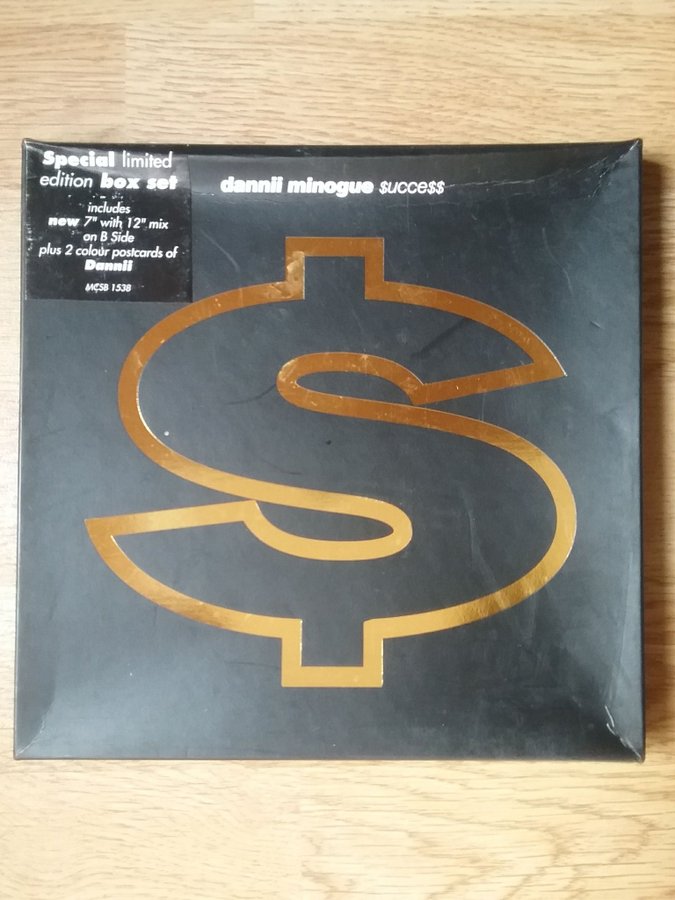 Special limited
edition box set
includes
new 7" with 12" mix
on B Side
plus 2 colour postcards of
Dannii
MCSB 1538
dannii minogue $ucce$$
$